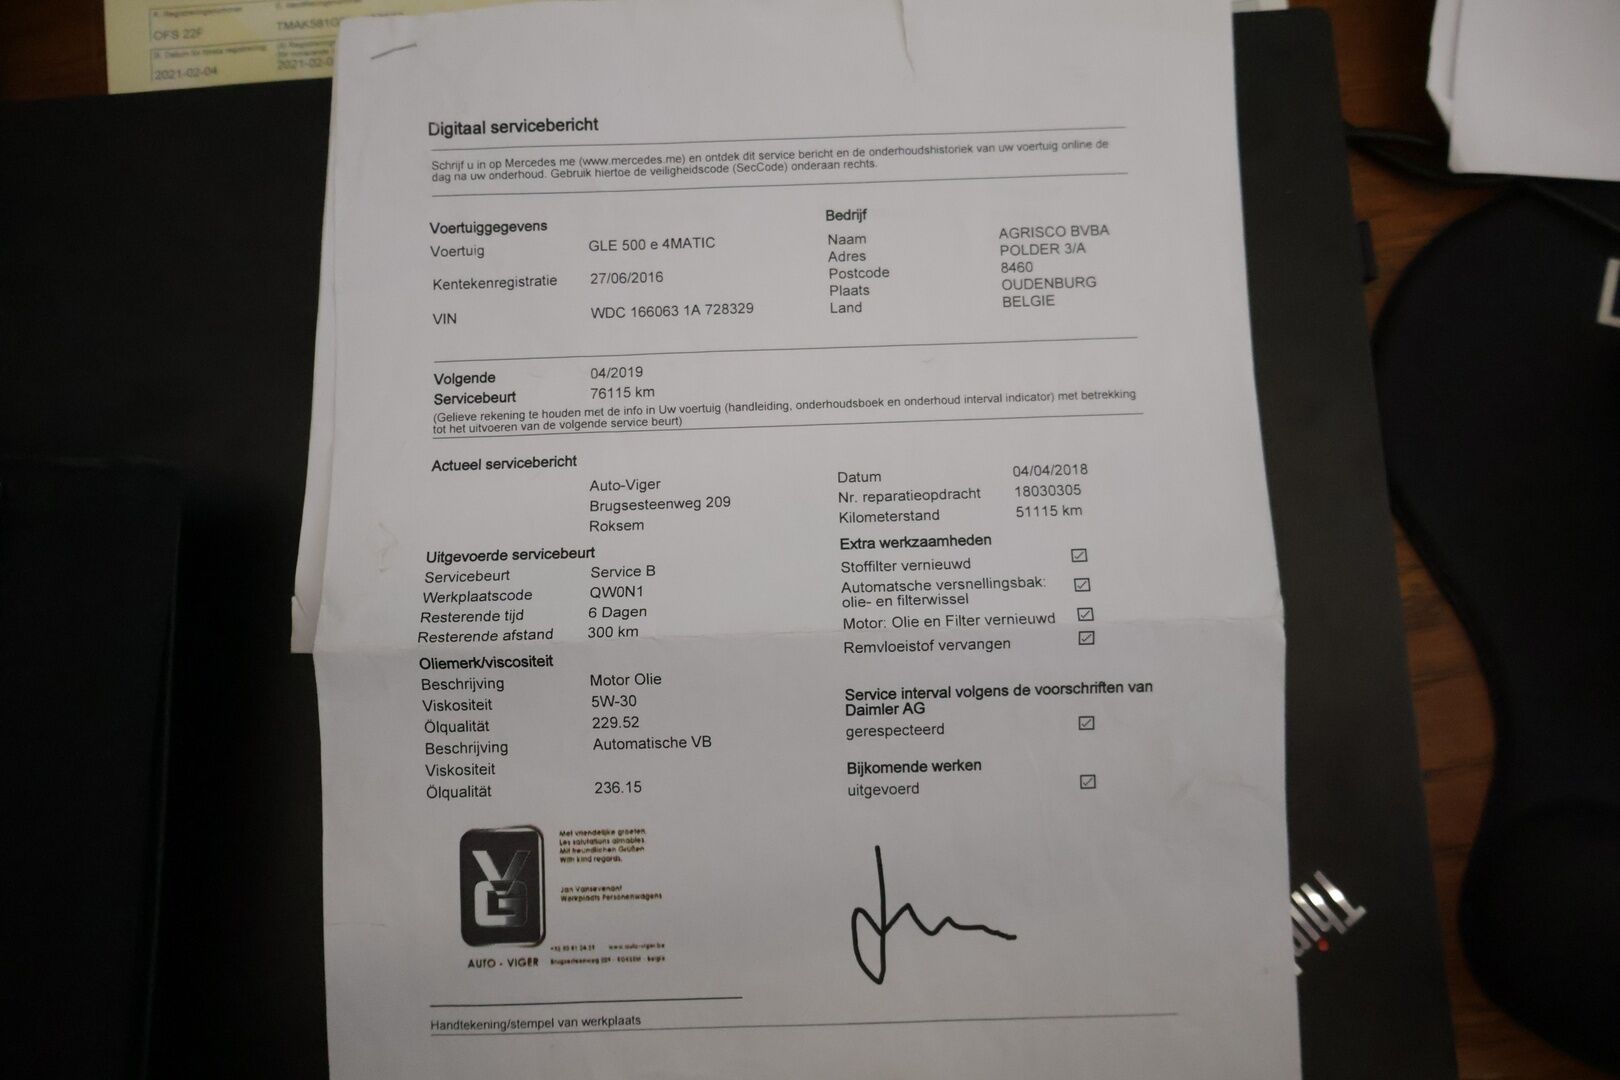 OFS 22F
2021-02-04
Digitaal servicebericht
Schrijf u in op Mercedes me (www.mercedes.me) en ontdek dit service bericht en de onderhoudshistoriek van uw voertuig online de
dag na uw onderhoud. Gebruik hiertoe de veiligheidscode (SecCode) onderaan rechts.
Voertuiggegevens
Voertuig GLE 500 e 4MATIC
Kentekenregistratie 27/06/2016
VIN WDC 166063 1A 728329
Bedrijf
Naam AGRISCO BVBA
Adres POLDER 3/A
Postcode 8460
Plaats OUDENBURG
Land BELGIE
Volgende 04/2019
Servicebeurt 76115 km
(Gelieve rekening te houden met de info in Uw voertuig (handleiding, onderhoudsboek en onderhoud interval indicator) met betrekking
tot het uitvoeren van de volgende service beurt)
Actueel servicebericht
Auto-Viger
Brugsesteenweg 209
Roksem
Datum 04/04/2018
Nr. reparatieopdracht 18030305
Kilometerstand 51115 km
Uitgevoerde servicebeurt
Servicebeurt Service B
Werkplaatscode QW0N1
Resterende tijd 6 Dagen
Resterende afstand 300 km
Extra werkzaamheden
Stoffilter vernieuwd
Automatsche versnellingsbak:
olie- en filterwissel
Motor: Olie en Filter vernieuwd
Remvloeistof vervangen
Oliemerk/viscositeit
Beschrijving Motor Olie
Viskositeit 5W-30
Ölqualität 229.52
Beschrijving Automatische VB
Viskositeit
Ölqualität 236.15
Service interval volgens de voorschriften van
Daimler AG
gerespecteerd
Bijkomende werken
uitgevoerd
VG
AUTO - VIGER
Met vriendelijke groeten,
Les salutations aimables
Mit freundlichen Grüßen
With kind regards,
Jan Vansevenant
Werkplaats Personenwagens
www.auto-viger.be
Handtekening/stempel van werkplaats
Thin